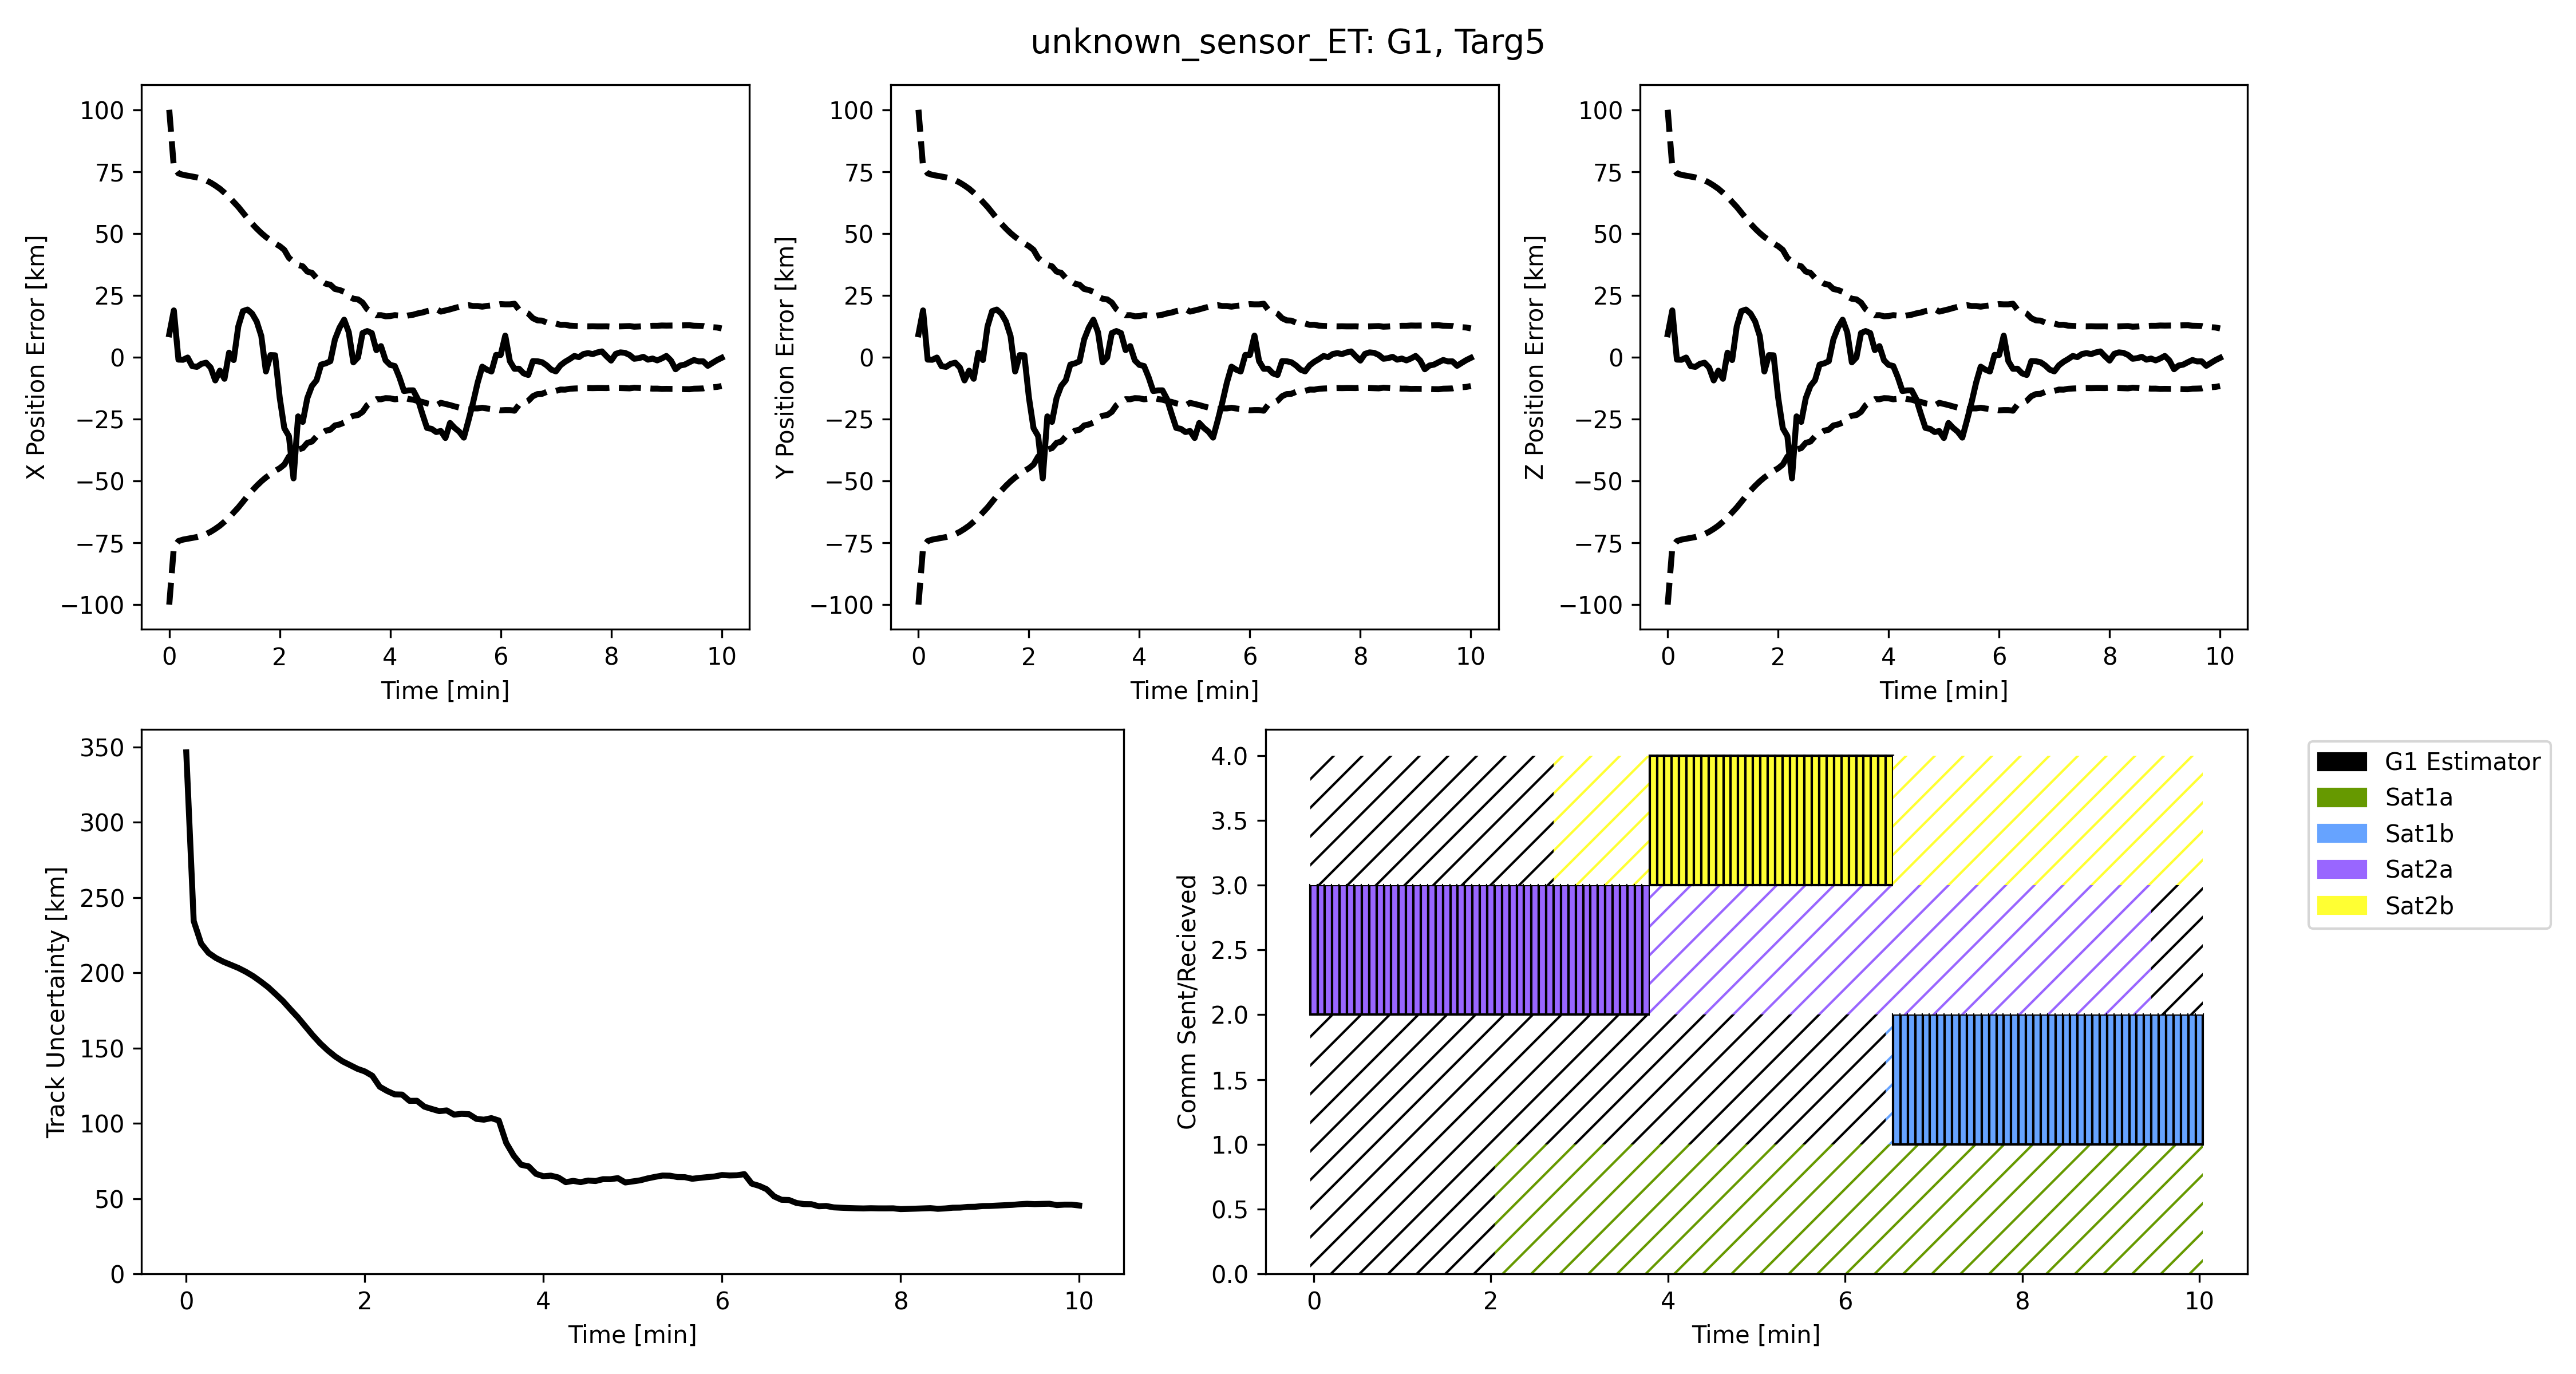 unknown_sensor_ET: G1, Targ5
X Position Error [km]
100
75
50
25
0
−25
−50
−75
−100
0 2 4 6 8 10
Time [min]
Y Position Error [km]
100
75
50
25
0
−25
−50
−75
−100
0 2 4 6 8 10
Time [min]
Z Position Error [km]
100
75
50
25
0
−25
−50
−75
−100
0 2 4 6 8 10
Time [min]
Track Uncertainty [km]
350
300
250
200
150
100
50
0
0 2 4 6 8 10
Time [min]
Comm Sent/Recieved
4.0
3.5
3.0
2.5
2.0
1.5
1.0
0.5
0.0
0 2 4 6 8 10
Time [min]
G1 Estimator
Sat1a
Sat1b
Sat2a
Sat2b